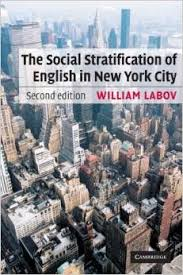 The Social Stratification of
English in New York City
Second edition WILLIAM LABOV
CAMBRIDGE